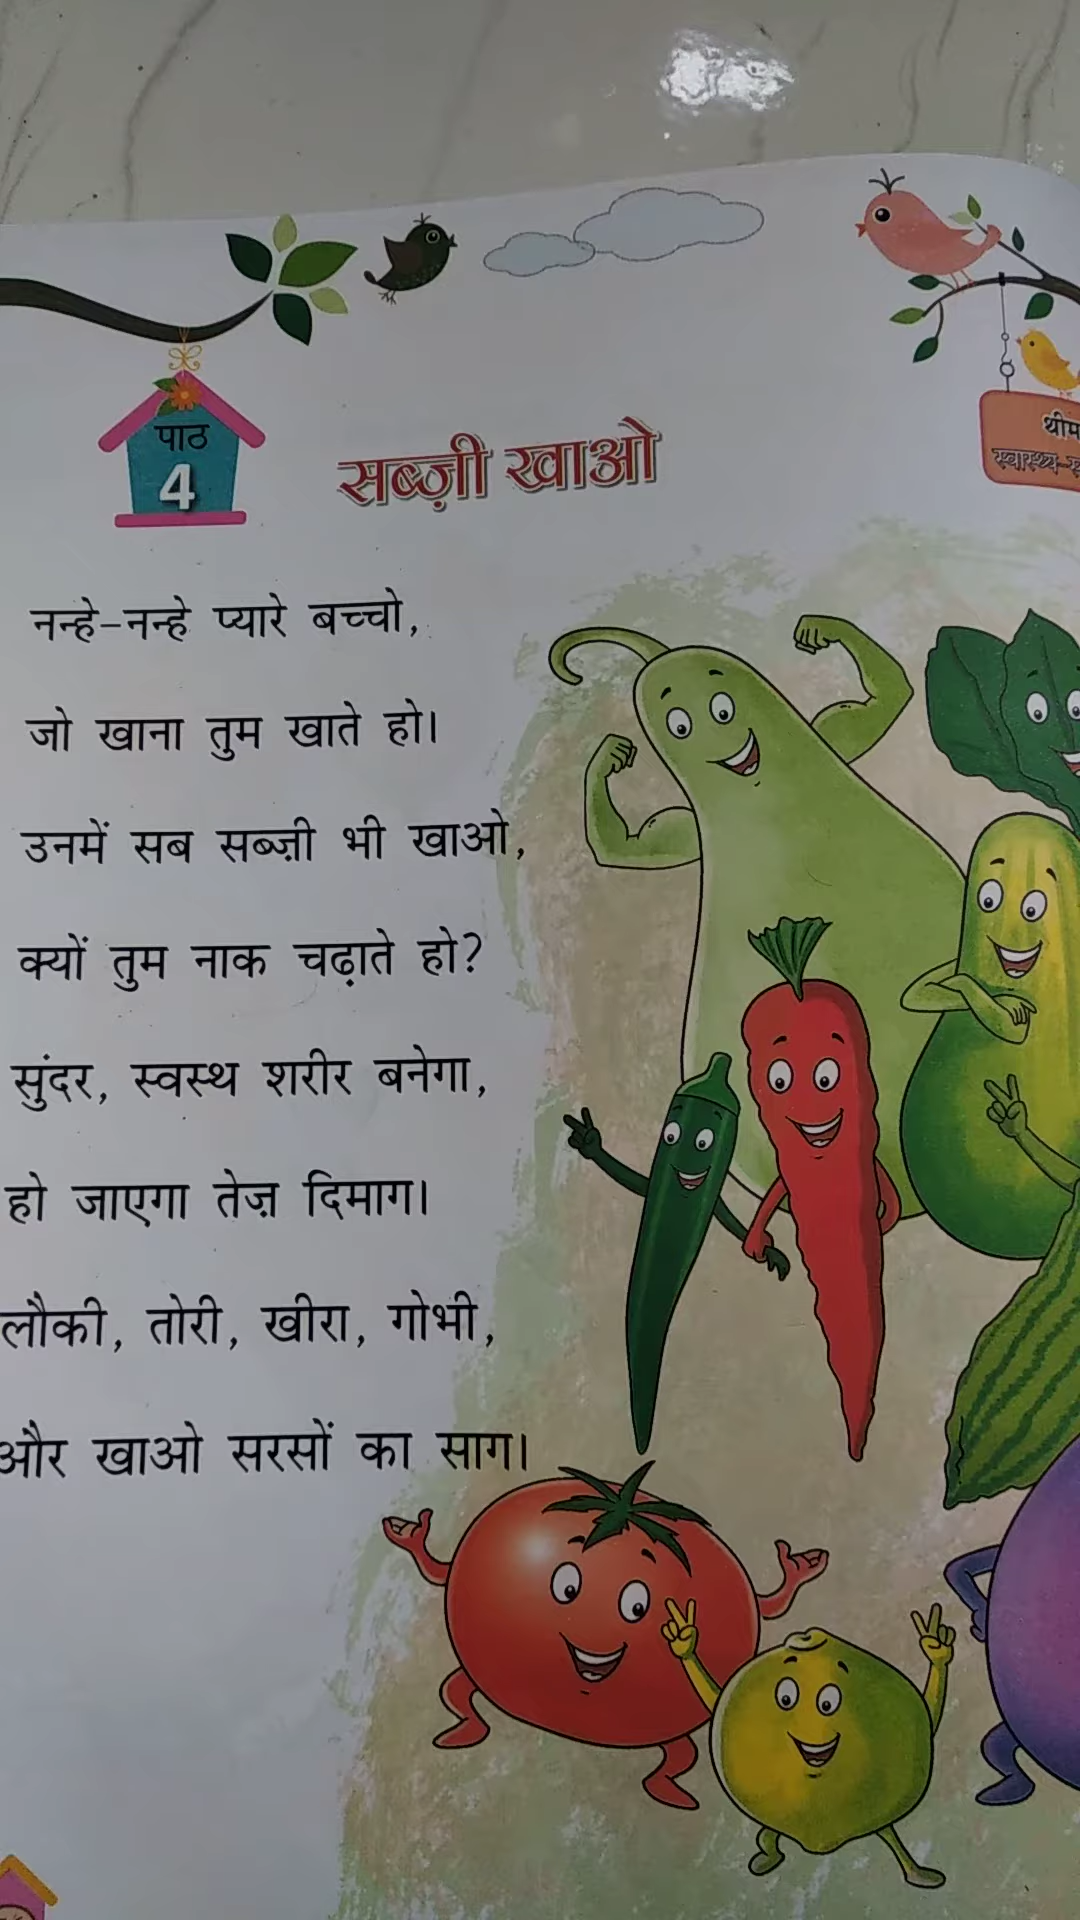 पाठ
4
सब्ज़ी खाओ
थीम
स्वास्थ्य
नन्हे-नन्हे प्यारे बच्चो,
जो खाना तुम खाते हो।
उनमें सब सब्ज़ी भी खाओ,
क्यों तुम नाक चढ़ाते हो?
सुंदर, स्वस्थ शरीर बनेगा,
हो जाएगा तेज़ दिमाग।
लौकी, तोरी, खीरा, गोभी,
और खाओ सरसों का साग।